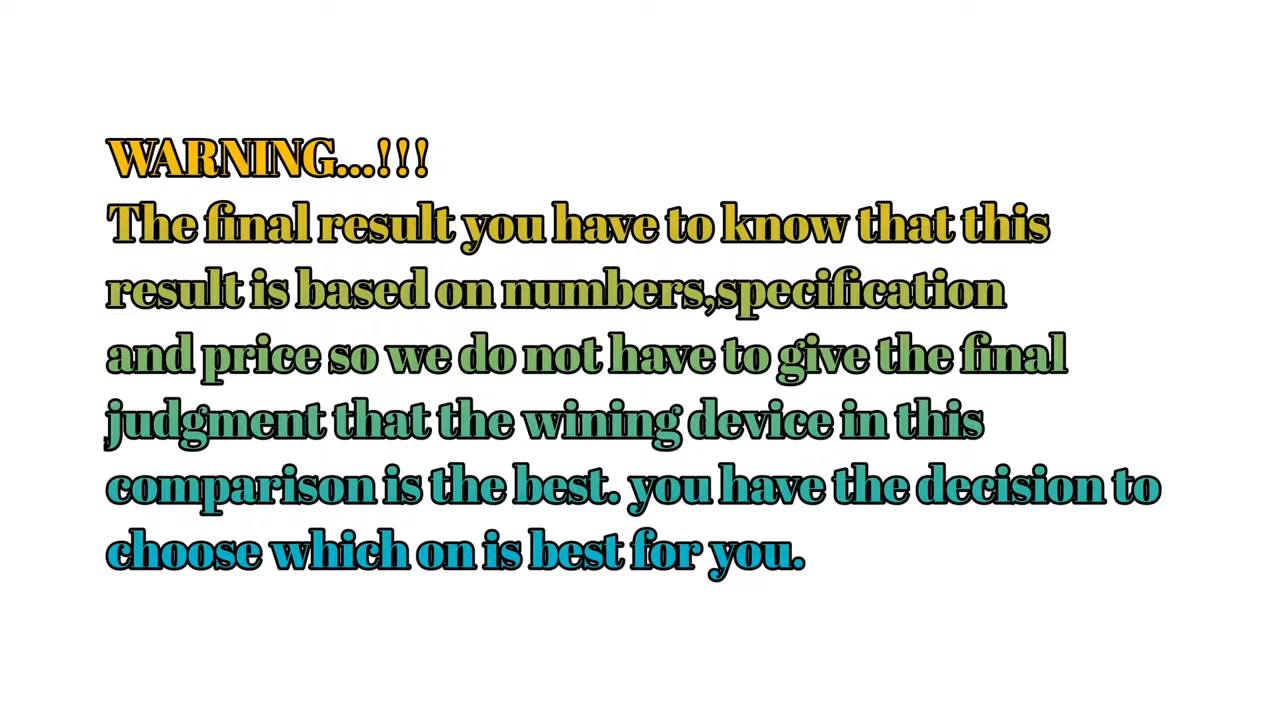 WARNING...!!!
The final result you have to know that this
result is based on numbers,specification
and price so we do not have to give the final
judgment that the wining device in this
comparison is the best. you have the decision to
choose which on is best for you.